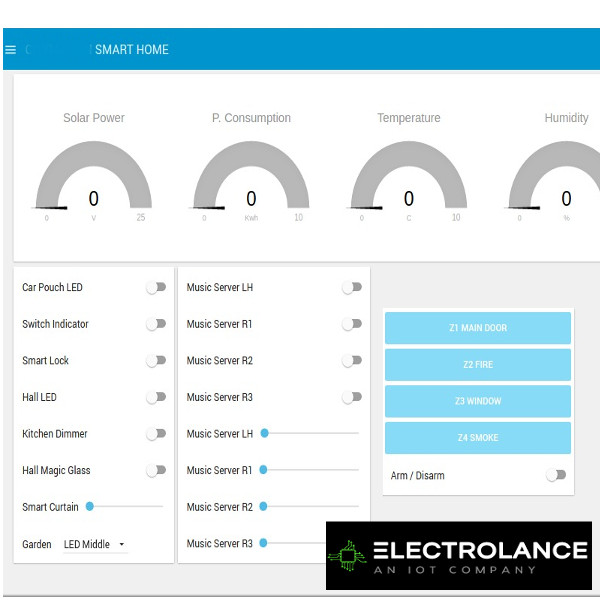 SMART HOME
Solar Power
P. Consumption
Temperature
Humidity
0
0
0
0
0 V 25
0 Kwh 10
0 C 10
0 %
Car Pouch LED
Switch Indicator
Smart Lock
Hall LED
Kitchen Dimmer
Hall Magic Glass
Smart Curtain
Garden LED Middle
Music Server LH
Music Server R1
Music Server R2
Music Server R3
Music Server LH
Music Server R1
Music Server R2
Music Server R3
Z1 MAIN DOOR
Z2 FIRE
Z3 WINDOW
Z4 SMOKE
Arm / Disarm
ELECTROLANCE
AN IOT COMPANY